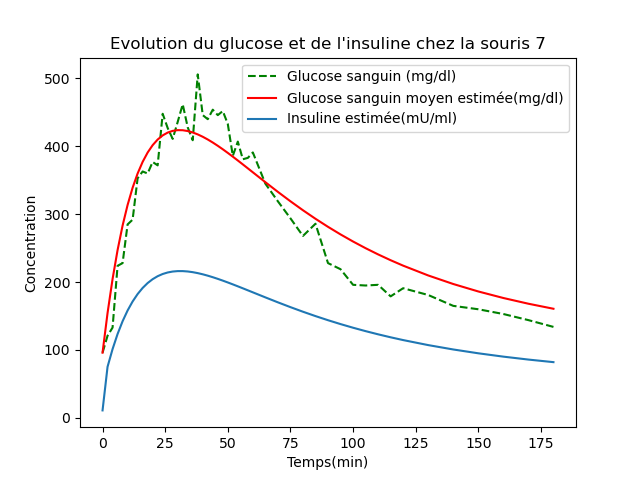 Evolution du glucose et de l'insuline chez la souris 7
Glucose sanguin (mg/dl)
Glucose sanguin moyen estimée(mg/dl)
Insuline estimée(mU/ml)
Concentration
500
400
300
200
100
0
0 25 50 75 100 125 150 175
Temps(min)